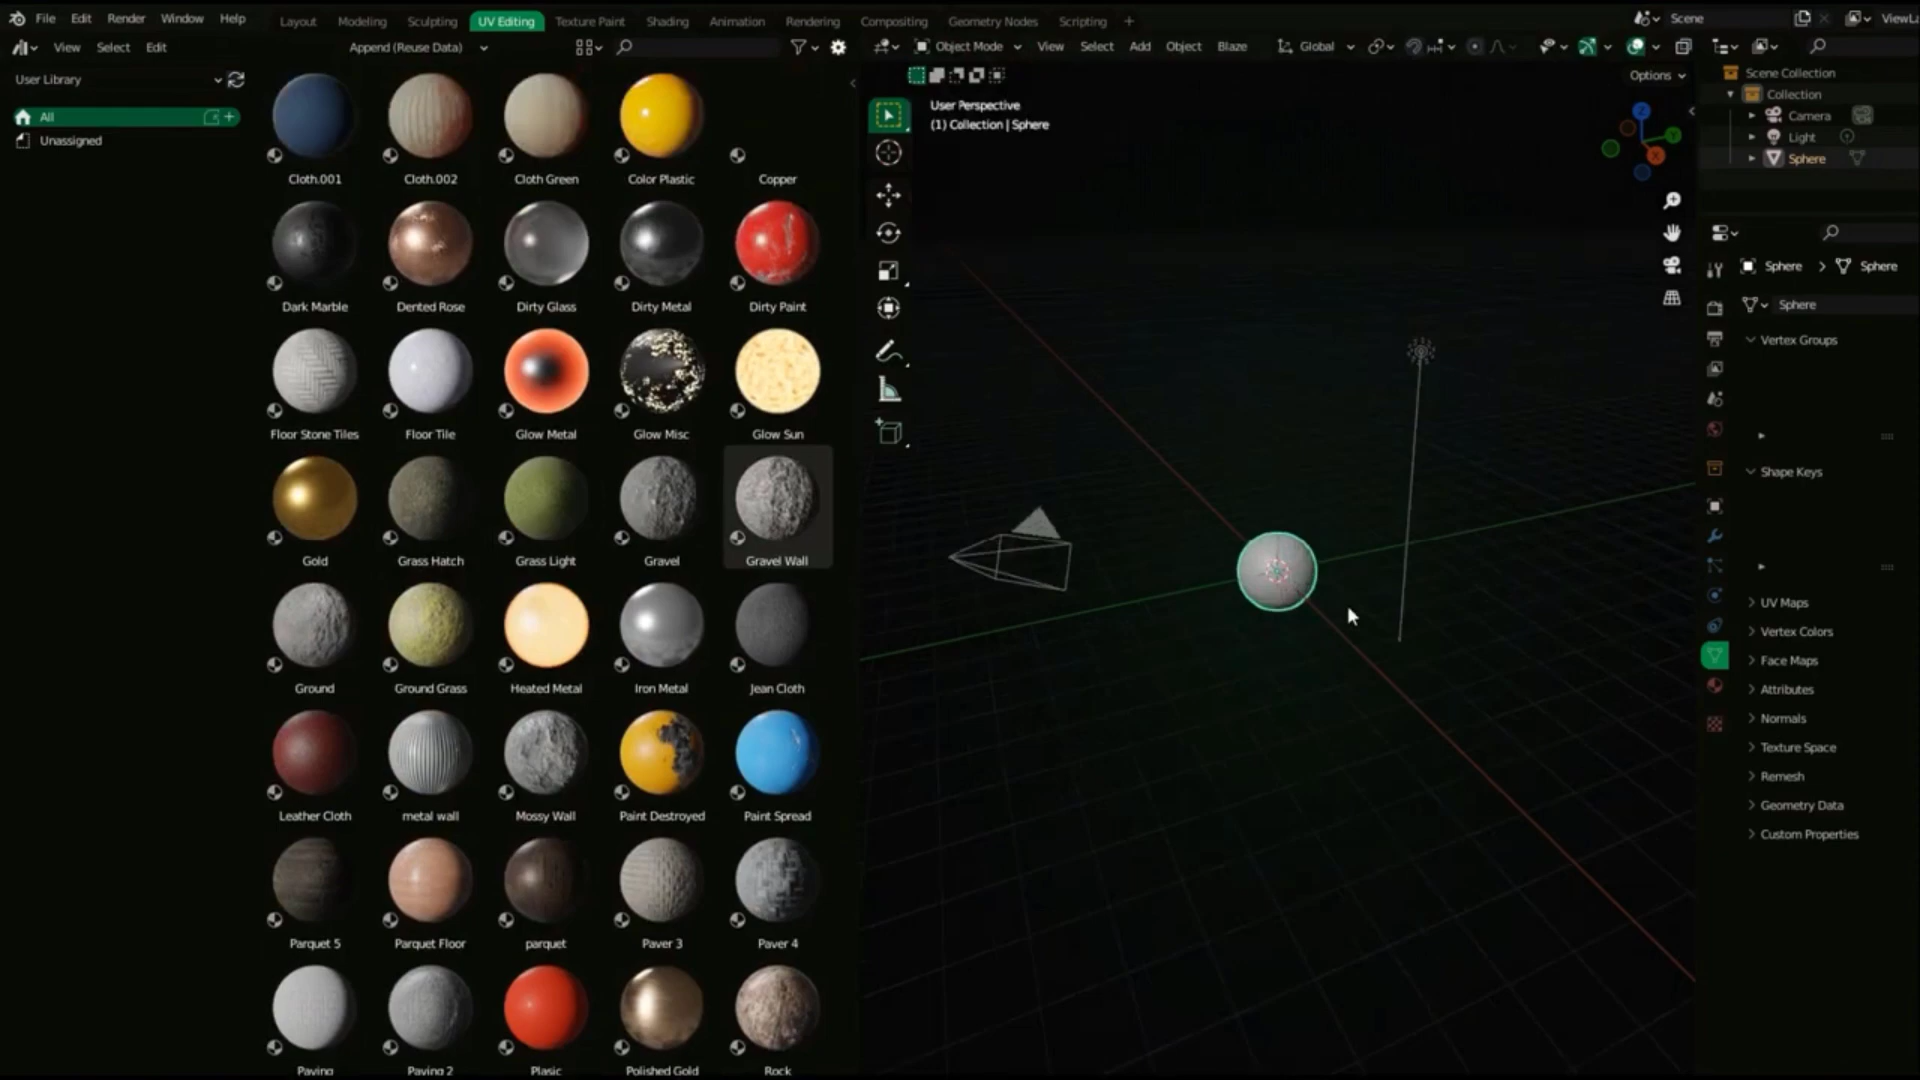 File Edit Render Window Help
Layout Modeling Sculpting UV Editing Texture Paint Shading Animation Rendering Compositing Geometry Nodes Scripting +
Scene
ViewLa
View Select Edit
Append (Reuse Data)
Object Mode View Select Add Object Blaze Global
User Library
All
Unassigned
Options
User Perspective
(1) Collection | Sphere
Scene Collection
Collection
Camera
Light
Sphere
Cloth.001 Cloth.002 Cloth Green Color Plastic Copper
Dark Marble Dented Rose Dirty Glass Dirty Metal Dirty Paint
Floor Stone Tiles Floor Tile Glow Metal Glow Misc Glow Sun
Gold Grass Hatch Grass Light Gravel Gravel Wall
Ground Ground Grass Heated Metal Iron Metal Jean Cloth
Leather Cloth metal wall Mossy Wall Paint Destroyed Paint Spread
Parquet 5 Parquet Floor parquet Paver 3 Paver 4
Paving Paving 2 Plasic Polished Gold Rock
Z
Y
X
Sphere > Sphere
Sphere
Vertex Groups
Shape Keys
UV Maps
Vertex Colors
Face Maps
Attributes
Normals
Texture Space
Remesh
Geometry Data
Custom Properties